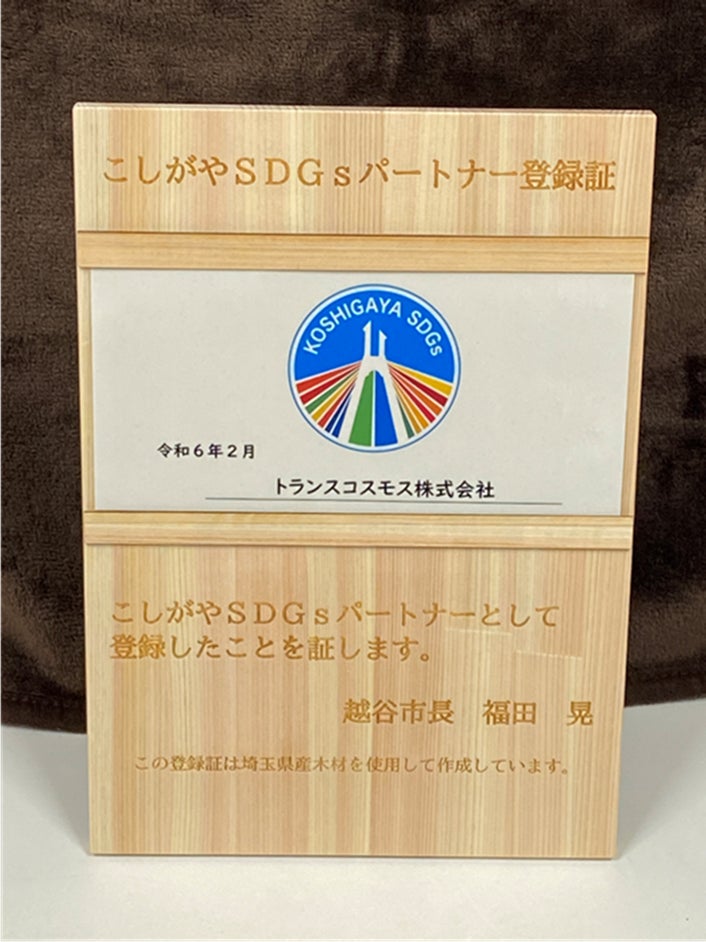 こしがやＳＤＧｓパートナー登録証
KOSHIGAYA SDGs
令和６年２月
トランスコスモス株式会社
こしがやＳＤＧｓパートナーとして
登録したことを証します。
越谷市長　福田　晃
この登録証は埼玉県産木材を使用して作成しています。